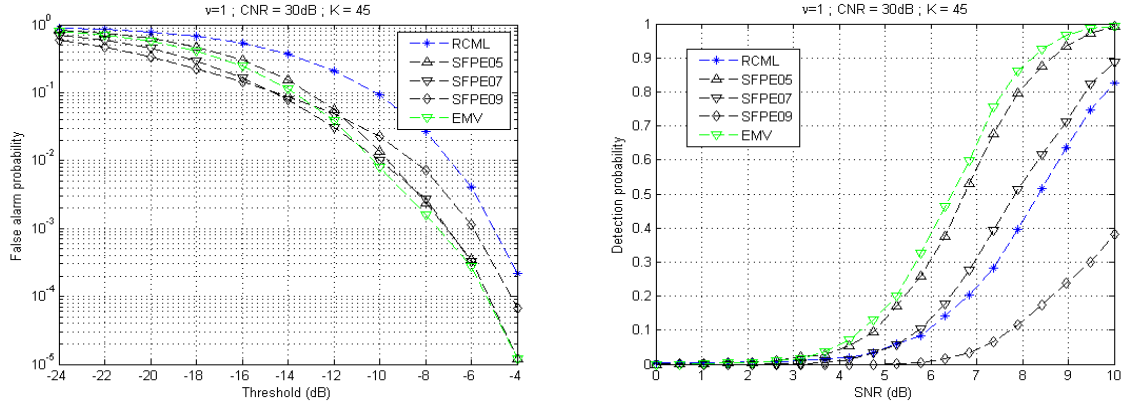 ν=1 ; CNR = 30dB ; K = 45
10^0
10^-1
10^-2
10^-3
10^-4
10^-5
False alarm probability
RCML
SFPE05
SFPE07
SFPE09
EMV
-24 -22 -20 -18 -16 -14 -12 -10 -8 -6 -4
Threshold (dB)
ν=1 ; CNR = 30dB ; K = 45
1
0.9
0.8
0.7
0.6
0.5
0.4
0.3
0.2
0.1
0
Detection probability
RCML
SFPE05
SFPE07
SFPE09
EMV
0 1 2 3 4 5 6 7 8 9 10
SNR (dB)